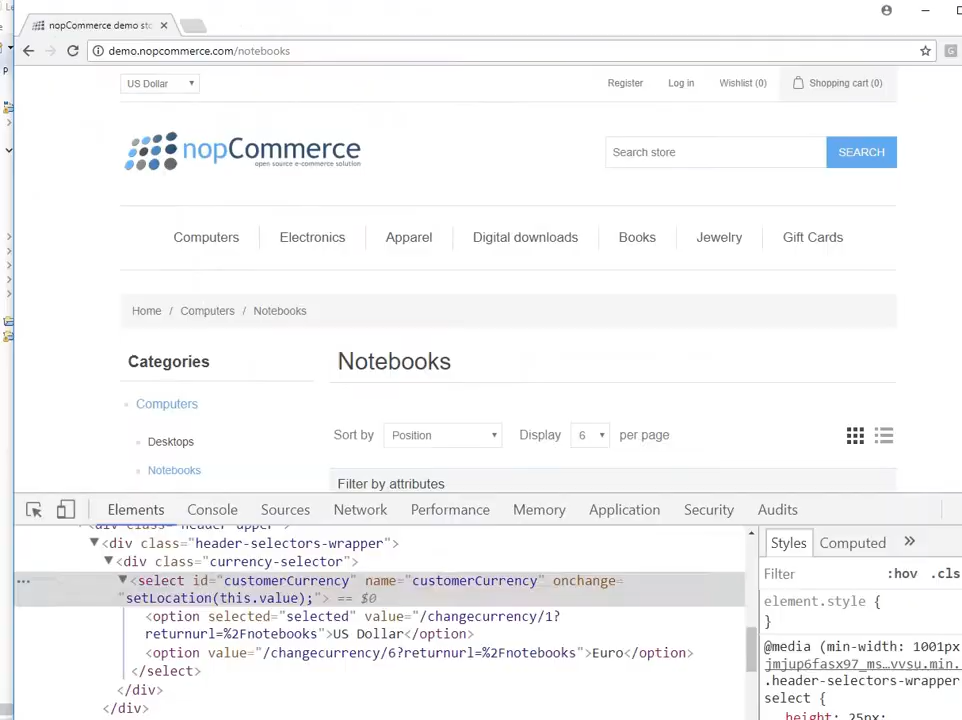 nopCommerce demo sto
demo.nopcommerce.com/notebooks
US Dollar
Register
Log in
Wishlist (0)
Shopping cart (0)
nopCommerce
open source e-commerce solution
Search store
SEARCH
Computers
Electronics
Apparel
Digital downloads
Books
Jewelry
Gift Cards
Home / Computers / Notebooks
Categories
Notebooks
Computers
Sort by
Position
Display
6
per page
Desktops
Notebooks
Filter by attributes
Elements
Console
Sources
Network
Performance
Memory
Application
Security
Audits
<div class="header-selectors-wrapper">
<div class="currency-selector">
<select id="customerCurrency" name="customerCurrency" onchange=
"setLocation(this.value);"> == $0
<option selected="selected" value="/changecurrency/1?
returnurl=%2Fnotebooks">US Dollar</option>
<option value="/changecurrency/6?returnurl=%2Fnotebooks">Euro</option>
</select>
</div>
</div>
Styles
Computed
»
Filter
:hov
.cls
element.style {
}
@media (min-width: 1001px
jmjup6fasx97_ms…vvsu.min.
.header-selectors-wrapper
select {
height: 25px;